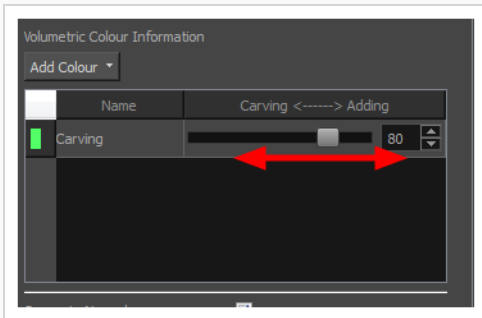 Volumetric Colour Information
Add Colour
Name
Carving <------> Adding
Carving
80